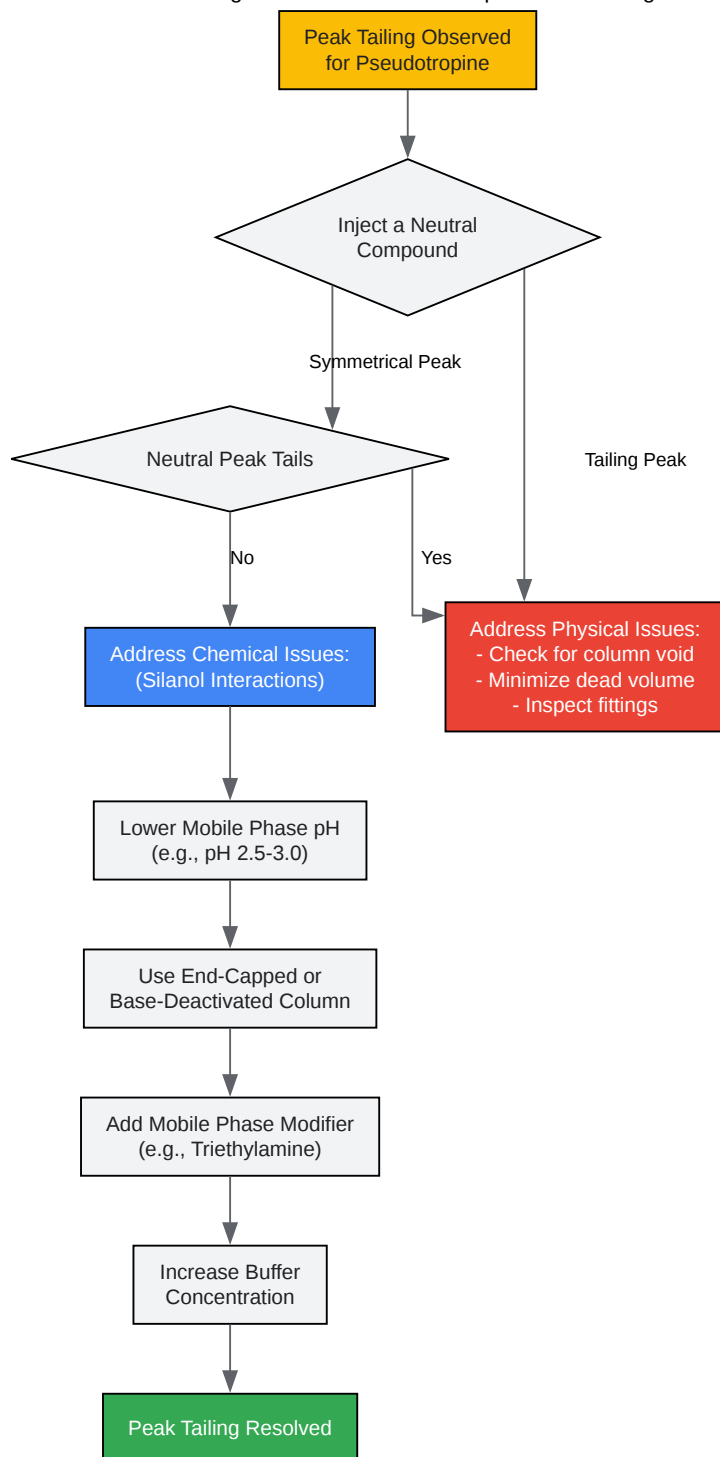 Peak Tailing Observed
for Pseudotropine
Inject a Neutral
Compound
Symmetrical Peak
Tailing Peak
Neutral Peak Tails
No
Yes
Address Chemical Issues:
(Silanol Interactions)
Address Physical Issues:
- Check for column void
- Minimize dead volume
- Inspect fittings
Lower Mobile Phase pH
(e.g., pH 2.5-3.0)
Use End-Capped or
Base-Deactivated Column
Add Mobile Phase Modifier
(e.g., Triethylamine)
Increase Buffer
Concentration
Peak Tailing Resolved